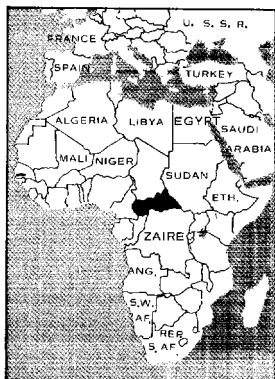 U. S. S. R.
FRANCE
SPAIN
TURKEY
ALGERIA
LIBYA
EGYPT
SAUDI
ARABIA
MALI
NIGER
SUDAN
ETH.
ZAIRE
ANG.
S.W.
AF.
REP.
S. AF.